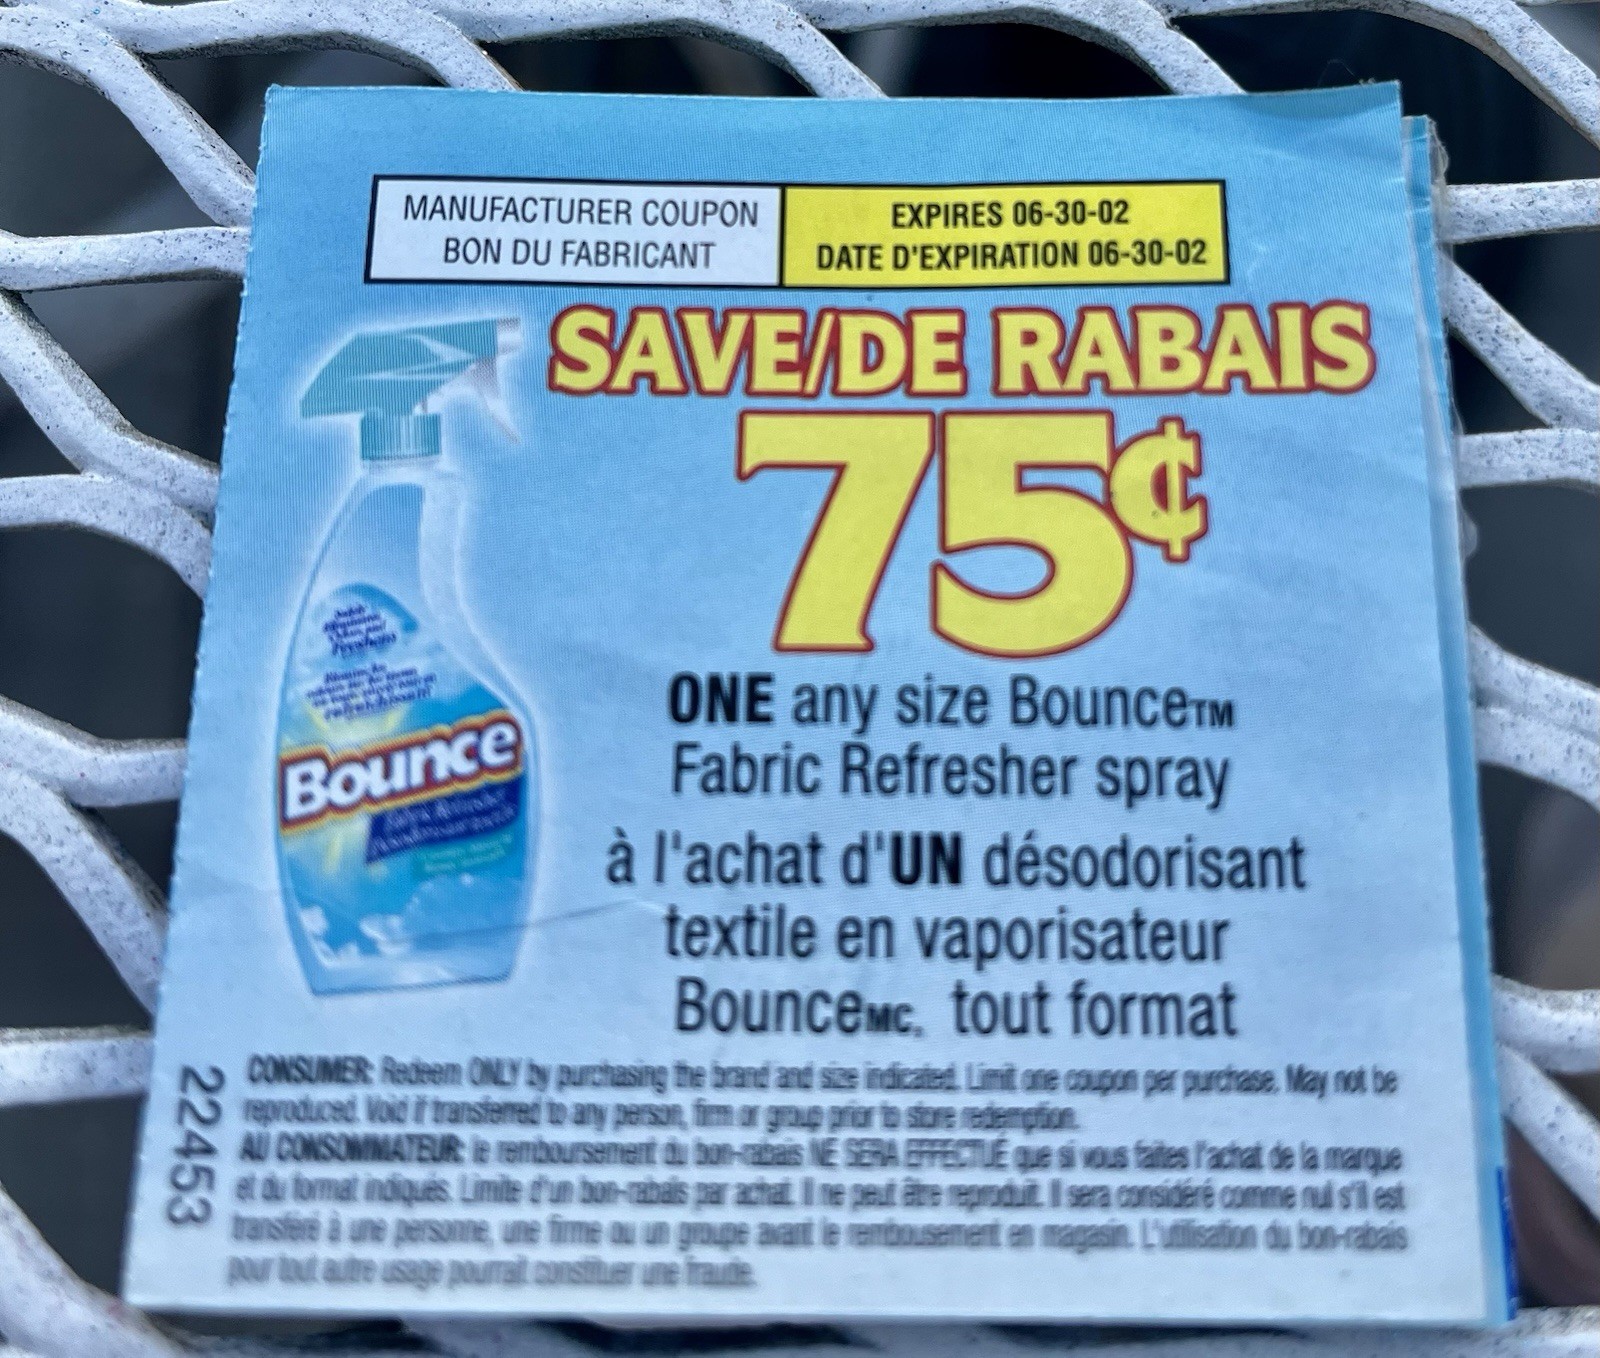 MANUFACTURER COUPON
BON DU FABRICANT
EXPIRES 06-30-02
DATE D'EXPIRATION 06-30-02
SAVE/DE RABAIS
75¢
ONE any size Bounce™
Fabric Refresher spray
à l'achat d'UN désodorisant
textile en vaporisateur
BounceMC, tout format
Freshens
Bounce
Fabric Refresher
CONSUMER: Redeem ONLY by purchasing the brand and size indicated. Limit one coupon per purchase. May not be
reproduced. Void if transferred to any person, firm or group prior to store redemption.
AU CONSOMMATEUR: le remboursement du bon-rabais NE SERA EFFECTUÉ que si vous faites l'achat de la marque
et du format indiqués. Limite d'un bon-rabais par achat. Il ne peut être reproduit. Il sera considéré comme nul s'il est
transféré à une personne, une firme ou un groupe avant le remboursement en magasin. L'utilisation du bon-rabais
pour tout autre usage pourrait constituer une fraude.
22453